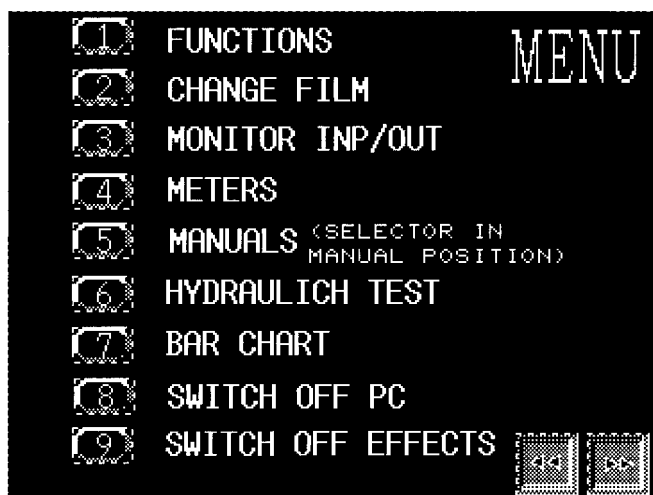 MENU
1 FUNCTIONS
2 CHANGE FILM
3 MONITOR INP/OUT
4 METERS
5 MANUALS (SELECTOR IN
MANUAL POSITION)
6 HYDRAULICH TEST
7 BAR CHART
8 SWITCH OFF PC
9 SWITCH OFF EFFECTS